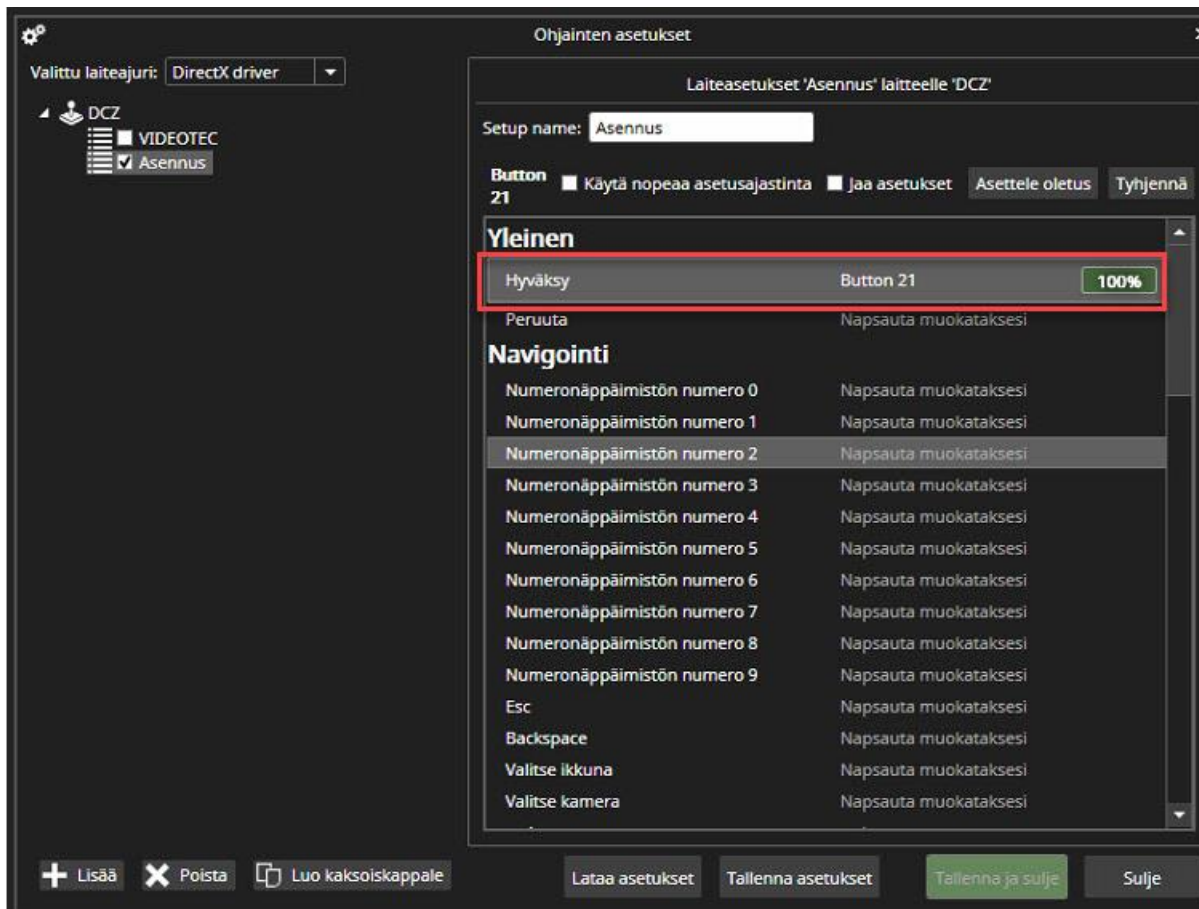 Ohjainten asetukset
Valittu laiteajuri: DirectX driver
DCZ
VIDEOTEC
Asennus
Laiteasetukset 'Asennus' laitteelle 'DCZ'
Setup name: Asennus
Button 21
Käytä nopeaa asetusajastinta
Jaa asetukset
Asettele oletus
Tyhjennä
Yleinen
Hyväksy Button 21 100%
Peruuta Napsauta muokataksesi
Navigointi
Numeronäppäimistön numero 0 Napsauta muokataksesi
Numeronäppäimistön numero 1 Napsauta muokataksesi
Numeronäppäimistön numero 2 Napsauta muokataksesi
Numeronäppäimistön numero 3 Napsauta muokataksesi
Numeronäppäimistön numero 4 Napsauta muokataksesi
Numeronäppäimistön numero 5 Napsauta muokataksesi
Numeronäppäimistön numero 6 Napsauta muokataksesi
Numeronäppäimistön numero 7 Napsauta muokataksesi
Numeronäppäimistön numero 8 Napsauta muokataksesi
Numeronäppäimistön numero 9 Napsauta muokataksesi
Esc Napsauta muokataksesi
Backspace Napsauta muokataksesi
Valitse ikkuna Napsauta muokataksesi
Valitse kamera Napsauta muokataksesi
Lisää Poista Luo kaksoiskappale Lataa asetukset Tallenna asetukset Tallenna ja sulje Sulje